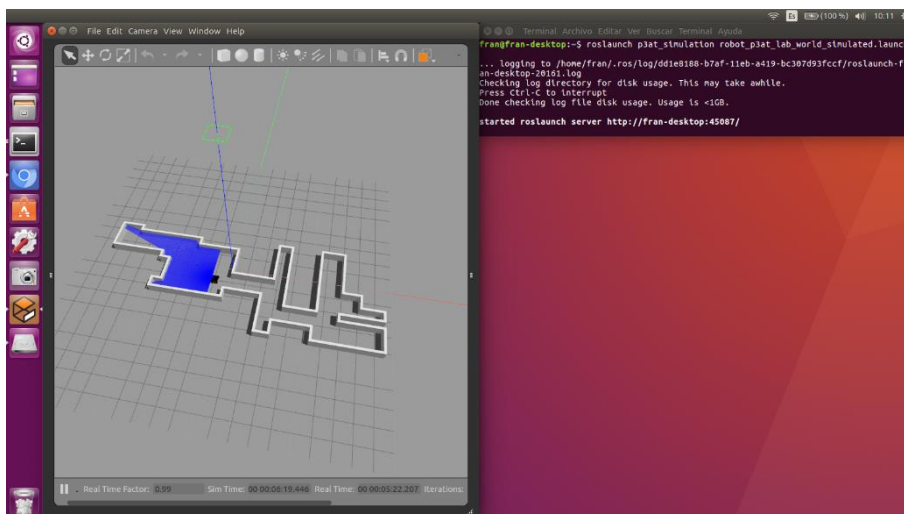 Es (100 %) 10:11
File Edit Camera View Window Help
Terminal Archivo Editar Ver Buscar Terminal Ayuda
fran@fran-desktop:~$ roslaunch p3at_simulation robot_p3at_lab_world_simulated.launc
... logging to /home/fran/.ros/log/dd1e8188-b7af-11eb-a419-bc307d93fccf/roslaunch-f
an-desktop-20161.log
Checking log directory for disk usage. This may take awhile.
Press Ctrl-C to interrupt
Done checking log file disk usage. Usage is <1GB.
started roslaunch server http://fran-desktop:45087/
Real Time Factor: 0.99 Sim Time: 00 00:06:19.446 Real Time: 00 00:05:22.207 Iterations: